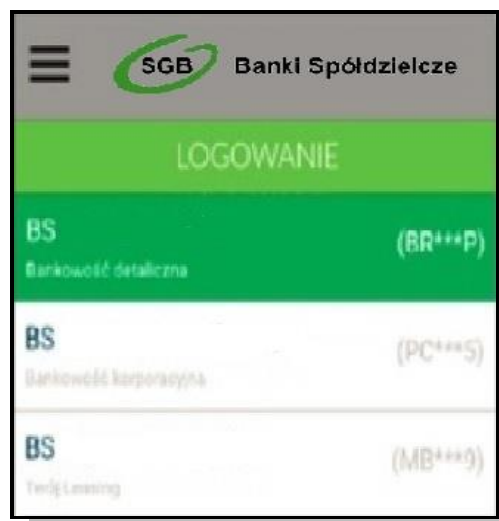 SGB Banki Spółdzielcze
LOGOWANIE
BS (BR***P)
Bankowość detaliczna
BS (PC***S)
Bankowość korporacyjna
BS (MB***9)
Twój Leasing